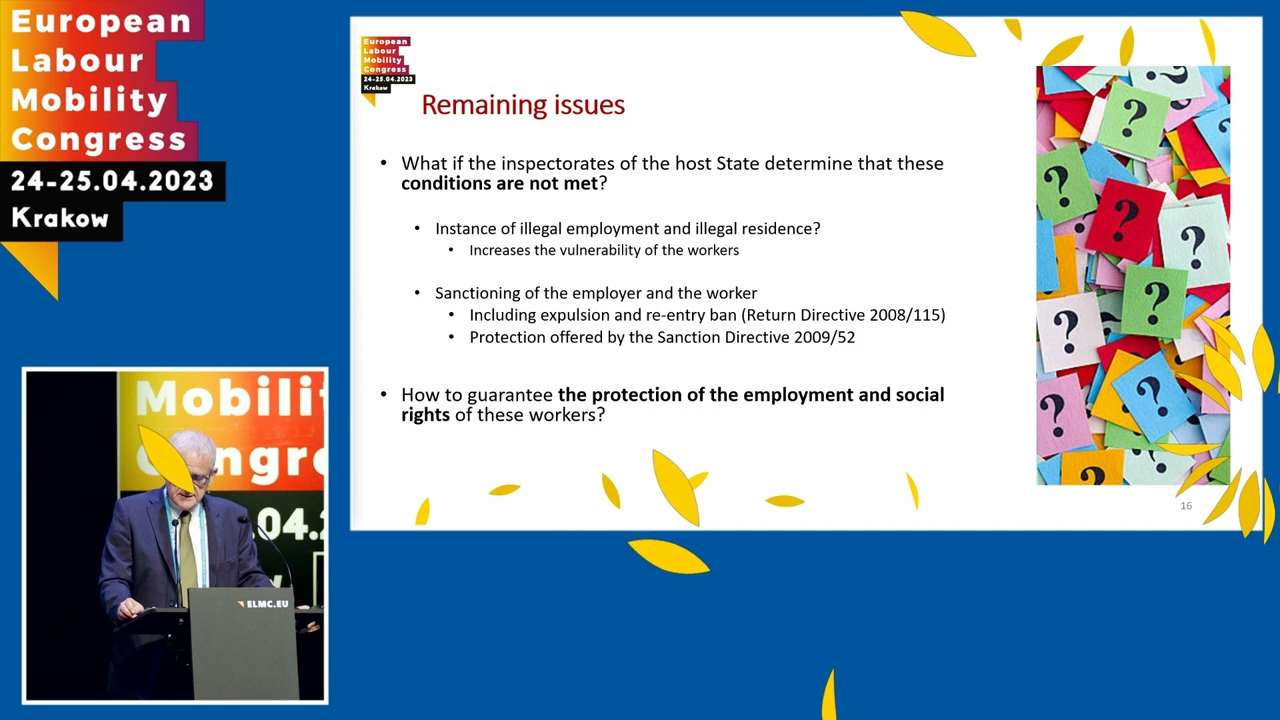 European
Labour
Mobility
Congress
24-25.04.2023
Krakow
European
Labour
Mobility
Congress
24-25.04.2023
Krakow
Remaining issues
• What if the inspectorates of the host State determine that these
conditions are not met?
• Instance of illegal employment and illegal residence?
• Increases the vulnerability of the workers
• Sanctioning of the employer and the worker
• Including expulsion and re-entry ban (Return Directive 2008/115)
• Protection offered by the Sanction Directive 2009/52
• How to guarantee the protection of the employment and social
rights of these workers?
? ? ? ? ? ? ? ? ? ? ?
16
Mobilit
ongre
.04.2
ELMC.EU